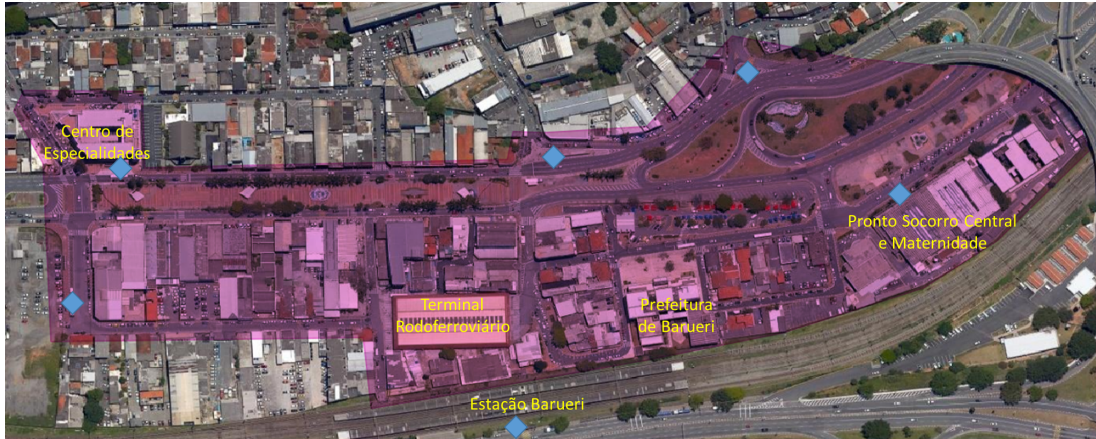 Centro de
Especialidades
Pronto Socorro Central
e Maternidade
Terminal
Rodoferroviário
Prefeitura
de Barueri
Estação Barueri